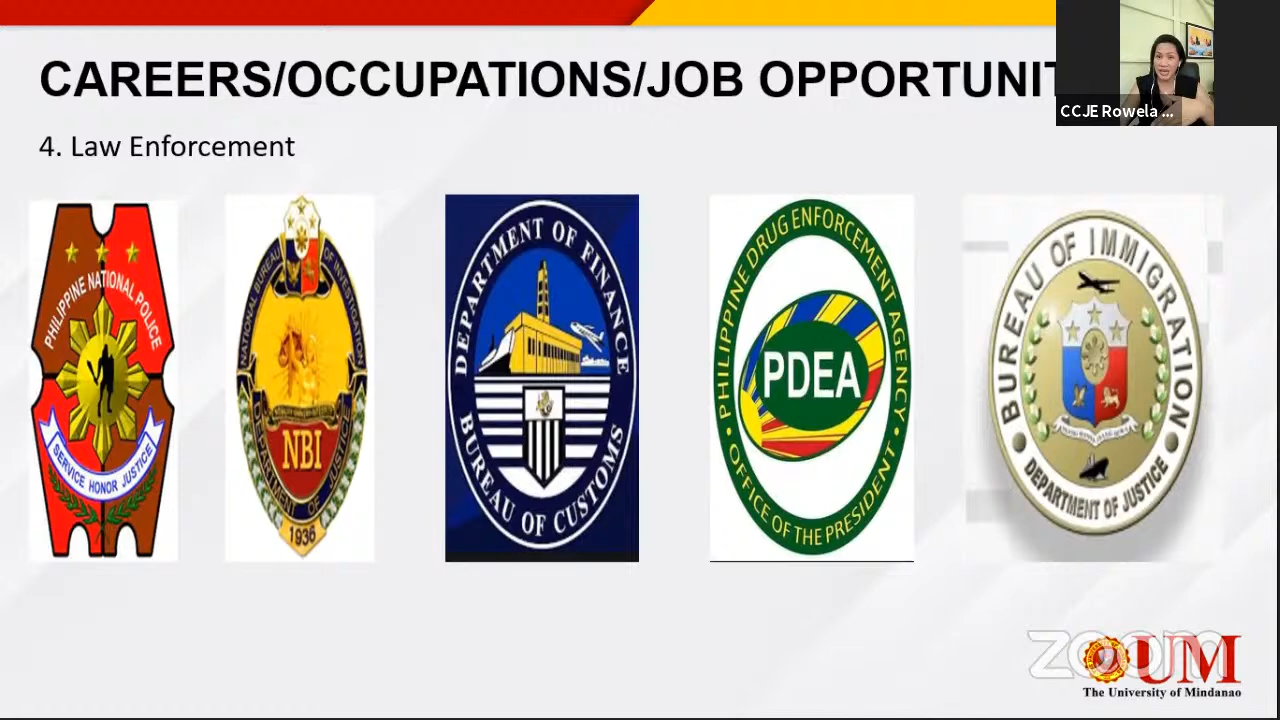 CAREERS/OCCUPATIONS/JOB OPPORTUNIT
CCJE Rowela ...
4. Law Enforcement
PHILIPPINE NATIONAL POLICE
SERVICE HONOR JUSTICE
NATIONAL BUREAU OF INVESTIGATION
NBI
DEPARTMENT OF JUSTICE
1936
DEPARTMENT OF FINANCE
BUREAU OF CUSTOMS
PHILIPPINE DRUG ENFORCEMENT AGENCY
PDEA
• OFFICE OF THE PRESIDENT •
BUREAU OF IMMIGRATION
DEPARTMENT OF JUSTICE
zoom
UM
The University of Mindanao